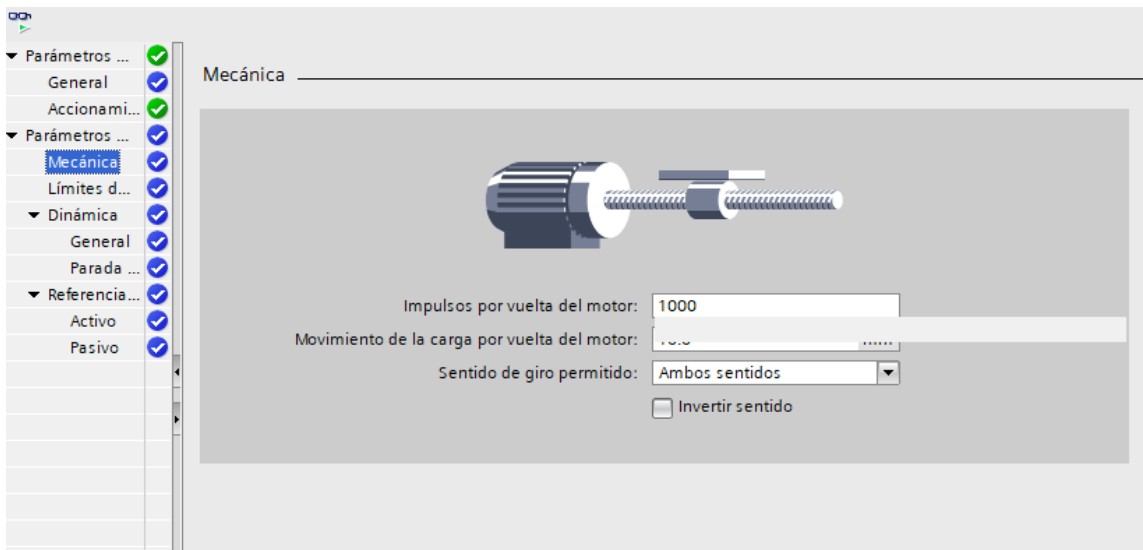 Parámetros ...
General
Accionami...
Parámetros ...
Mecánica
Límites d...
Dinámica
General
Parada ...
Referencia...
Activo
Pasivo
Mecánica
Impulsos por vuelta del motor: 1000
Movimiento de la carga por vuelta del motor:
Sentido de giro permitido: Ambos sentidos
Invertir sentido